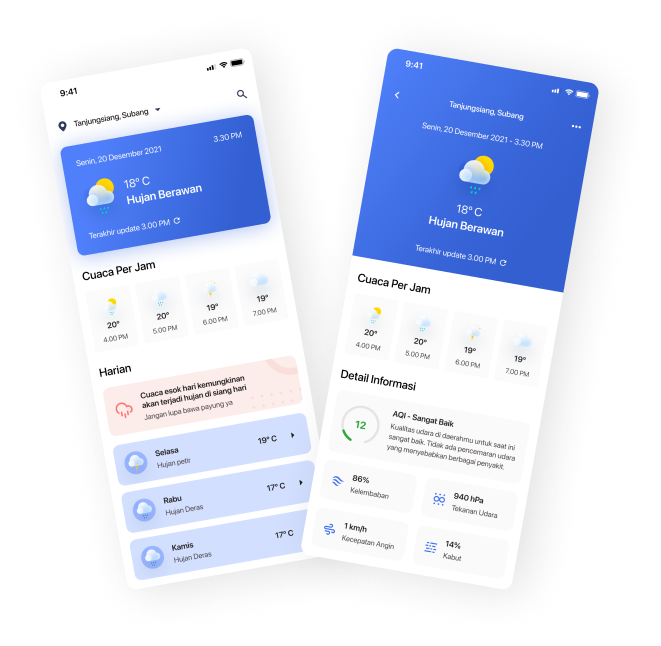 9:41
Tanjungsiang, Subang
Senin, 20 Desember 2021
3.30 PM
18° C
Hujan Berawan
Terakhir update 3.00 PM
Cuaca Per Jam
20°
4.00 PM
20°
5.00 PM
19°
6.00 PM
19°
7.00 PM
Harian
Cuaca esok hari kemungkinan
akan terjadi hujan di siang hari
Jangan lupa bawa payung ya
Selasa
Hujan petir
19° C
Rabu
Hujan Deras
17° C
Kamis
Hujan Deras
17° C
9:41
Tanjungsiang, Subang
Senin, 20 Desember 2021 - 3.30 PM
18° C
Hujan Berawan
Terakhir update 3.00 PM
Cuaca Per Jam
20°
4.00 PM
20°
5.00 PM
19°
6.00 PM
19°
7.00 PM
Detail Informasi
12
AQI - Sangat Baik
Kualitas udara di daerahmu untuk saat ini
sangat baik. Tidak ada pencemaran udara
yang menyebabkan berbagai penyakit.
86%
Kelembaban
940 hPa
Tekanan Udara
1 km/h
Kecepatan Angin
14%
Kabut